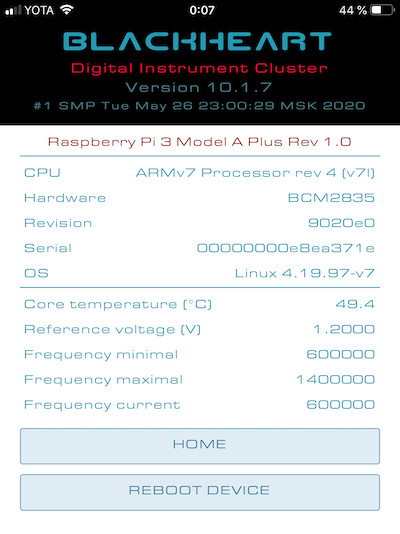 YOTA 0:07 44 %
BLACKHEART
Digital Instrument Cluster
Version 10.1.7
#1 SMP Tue May 26 23:00:29 MSK 2020
Raspberry Pi 3 Model A Plus Rev 1.0
CPU ARMv7 Processor rev 4 (v7l)
Hardware BCM2835
Revision 9020e0
Serial 00000000e8ea371e
OS Linux 4.19.97-v7
Core temperature (°C) 49.4
Reference voltage (V) 1.2000
Frequency minimal 600000
Frequency maximal 1400000
Frequency current 600000
HOME
REBOOT DEVICE